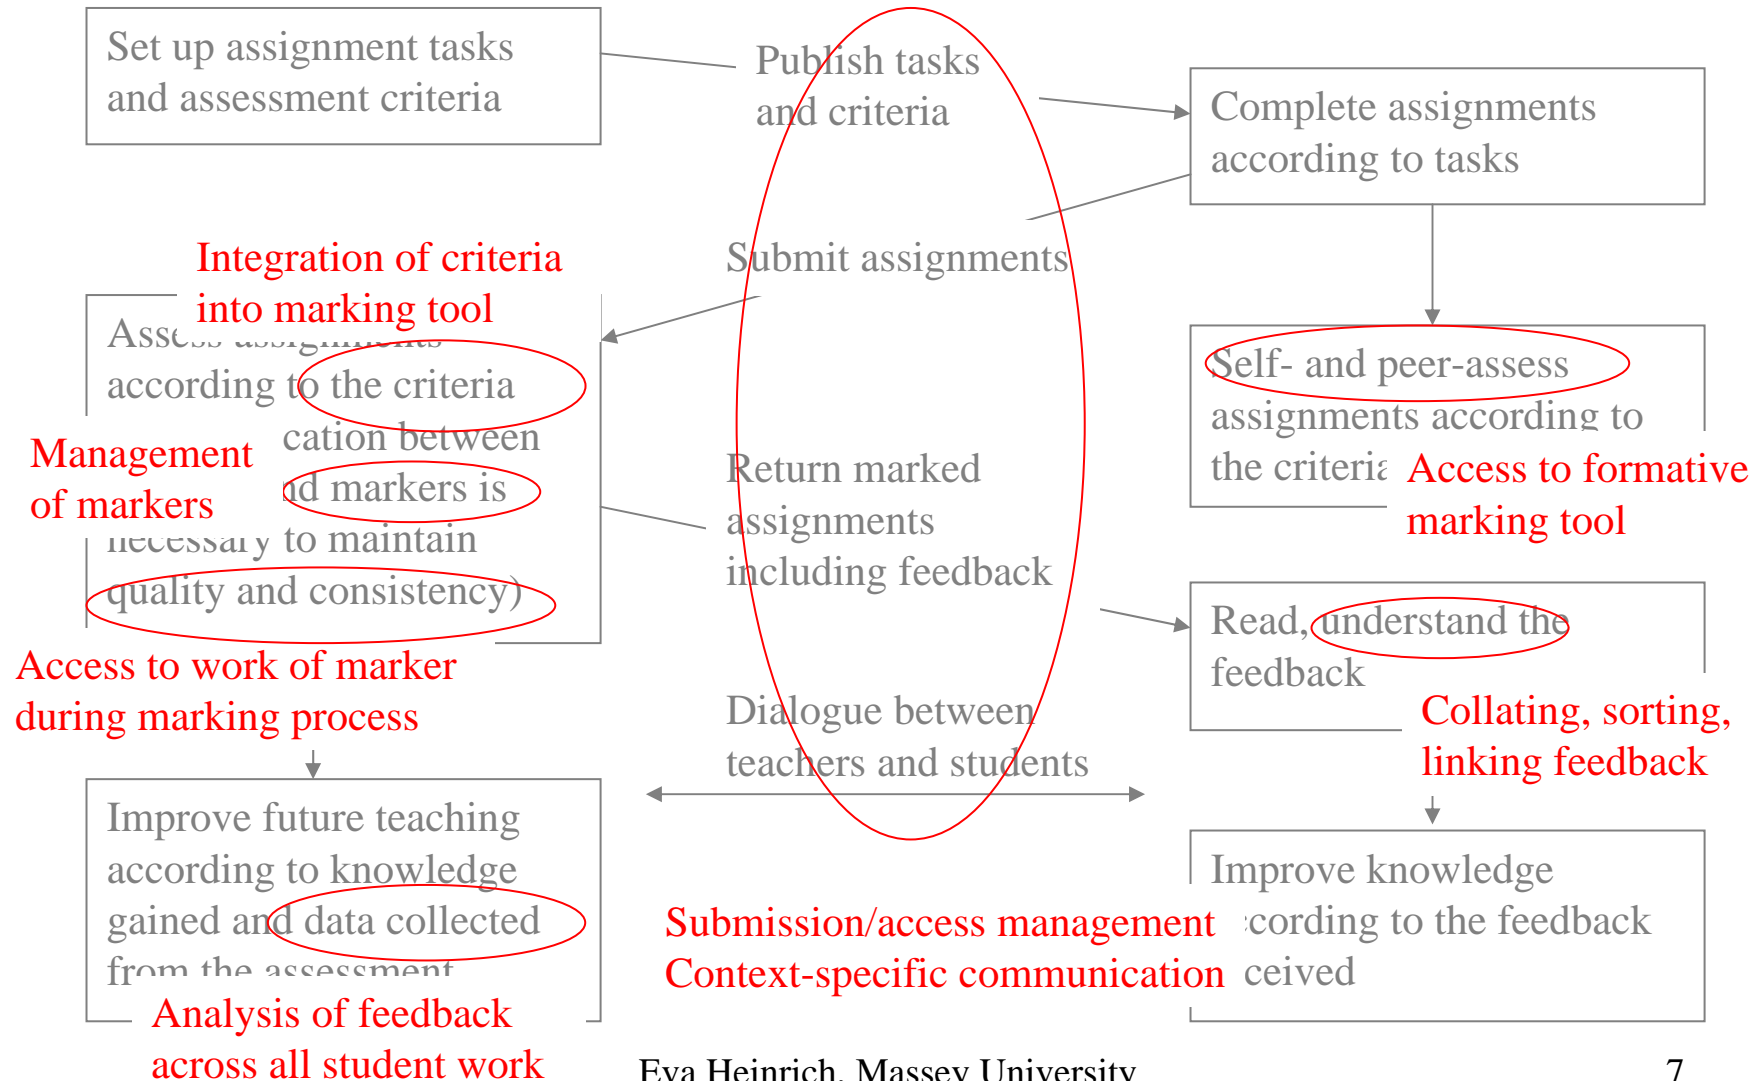 Set up assignment tasks
and assessment criteria
Publish tasks
and criteria
Complete assignments
according to tasks
Submit assignments
Integration of criteria
into marking tool
Assess assignments
according to the criteria
cation between
nd markers is
necessary to maintain
quality and consistency)
Management
of markers
Self- and peer-assess
assignments according to
the criteria
Access to formative
marking tool
Return marked
assignments
including feedback
Read, understand the
feedback
Access to work of marker
during marking process
Collating, sorting,
linking feedback
Dialogue between
teachers and students
Improve future teaching
according to knowledge
gained and data collected
from the assessment
Analysis of feedback
across all student work
Submission/access management
Context-specific communication
Improve knowledge
cording to the feedback
ceived
Eva Heinrich, Massey University
7